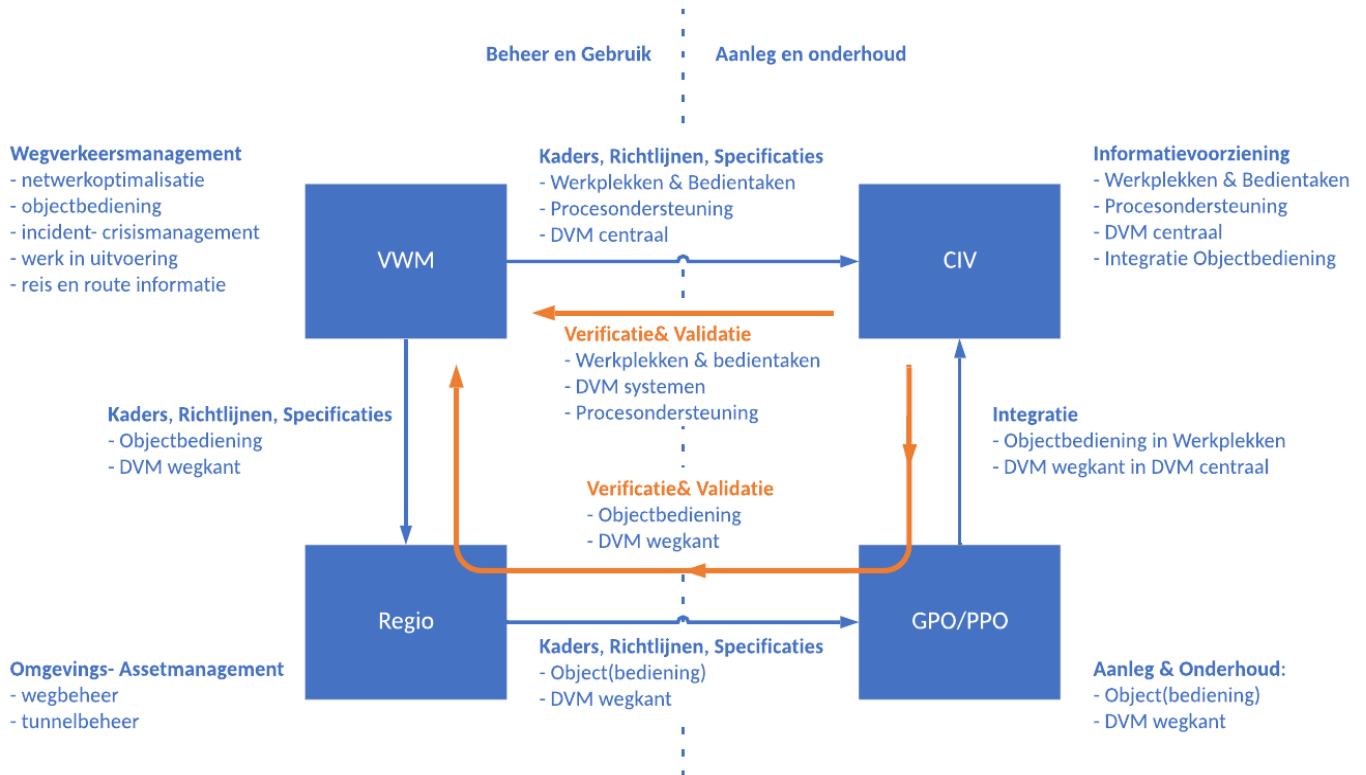 Beheer en Gebruik
Aanleg en onderhoud
Wegverkeersmanagement
- netwerkoptimalisatie
- objectbediening
- incident- crisismanagement
- werk in uitvoering
- reis en route informatie
VWM
Kaders, Richtlijnen, Specificaties
- Werkplekken & Bedientaken
- Procesondersteuning
- DVM centraal
CIV
Informatievoorziening
- Werkplekken & Bedientaken
- Procesondersteuning
- DVM centraal
- Integratie Objectbediening
Verificatie& Validatie
- Werkplekken & bedientaken
- DVM systemen
- Procesondersteuning
Kaders, Richtlijnen, Specificaties
- Objectbediening
- DVM wegkant
Integratie
- Objectbediening in Werkplekken
- DVM wegkant in DVM centraal
Verificatie& Validatie
- Objectbediening
- DVM wegkant
Regio
GPO/PPO
Kaders, Richtlijnen, Specificaties
- Object(bediening)
- DVM wegkant
Omgevings- Assetmanagement
- wegbeheer
- tunnelbeheer
Aanleg & Onderhoud:
- Object(bediening)
- DVM wegkant